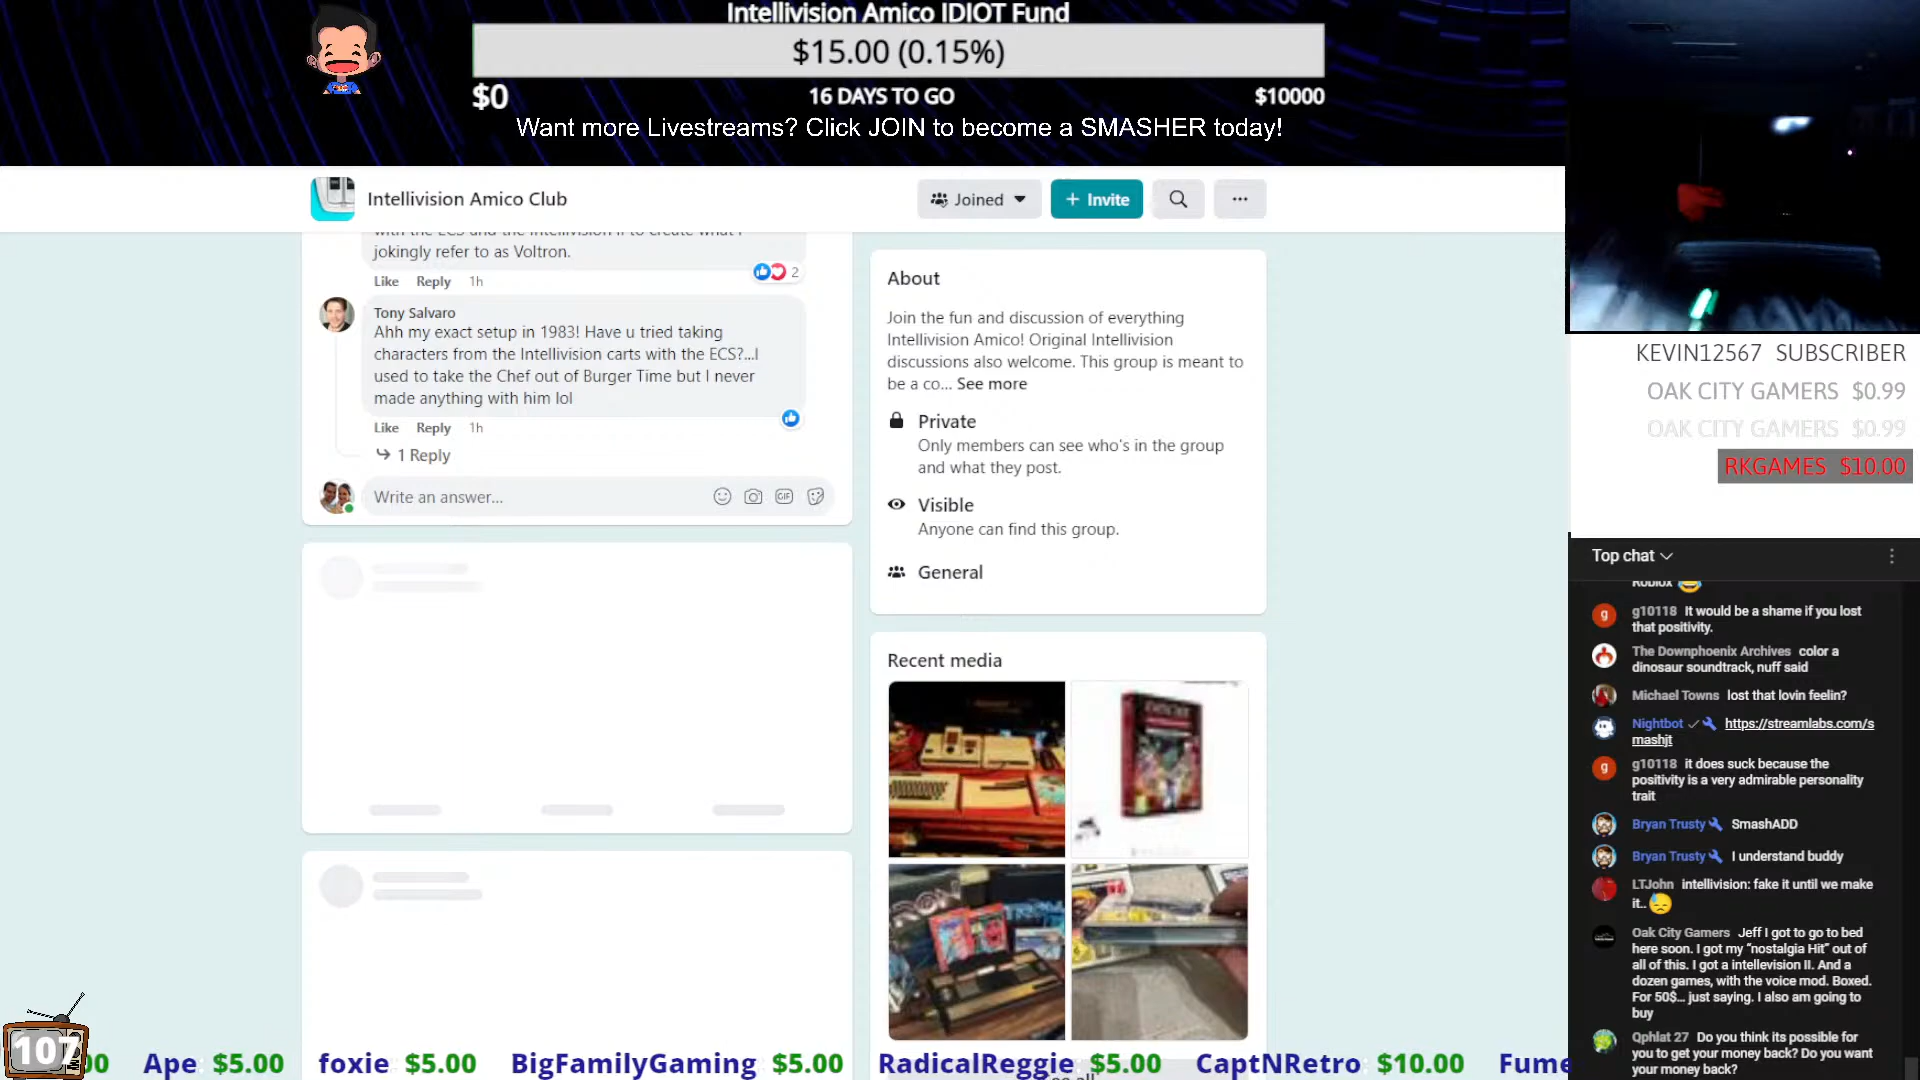 Intellivision Amico IDIOT Fund
$15.00 (0.15%)
$0
16 DAYS TO GO
$10000
Want more Livestreams? Click JOIN to become a SMASHER today!
Intellivision Amico Club
Joined
+ Invite
with the ECS and the Intellivision II to create what I
jokingly refer to as Voltron.
2
Like Reply 1h
Tony Salvaro
Ahh my exact setup in 1983! Have u tried taking
characters from the Intellivision carts with the ECS?...I
used to take the Chef out of Burger Time but I never
made anything with him lol
Like Reply 1h
1 Reply
Write an answer...
GIF
About
Join the fun and discussion of everything
Intellivision Amico! Original Intellivision
discussions also welcome. This group is meant to
be a co... See more
Private
Only members can see who's in the group
and what they post.
Visible
Anyone can find this group.
General
Recent media
KEVIN12567 SUBSCRIBER
OAK CITY GAMERS $0.99
OAK CITY GAMERS $0.99
RKGAMES $10.00
Top chat
Roblox
g10118 It would be a shame if you lost
that positivity.
The Downphoenix Archives color a
dinosaur soundtrack, nuff said
Michael Towns lost that lovin feelin?
Nightbot https://streamlabs.com/s
mashjt
g10118 it does suck because the
positivity is a very admirable personality
trait
Bryan Trusty SmashADD
Bryan Trusty I understand buddy
LTJohn intellivision: fake it until we make
it..
Oak City Gamers Jeff I got to go to bed
here soon. I got my "nostalgia Hit" out of
all of this. I got a intellevision II. And a
dozen games, with the voice mod. Boxed.
For 50$... just saying. I also am going to
buy
Qphlat 27 Do you think its possible for
you to get your money back? Do you want
your money back?
107
00 Ape $5.00 foxie $5.00 BigFamilyGaming $5.00 RadicalReggie $5.00 CaptNRetro $10.00 Fume